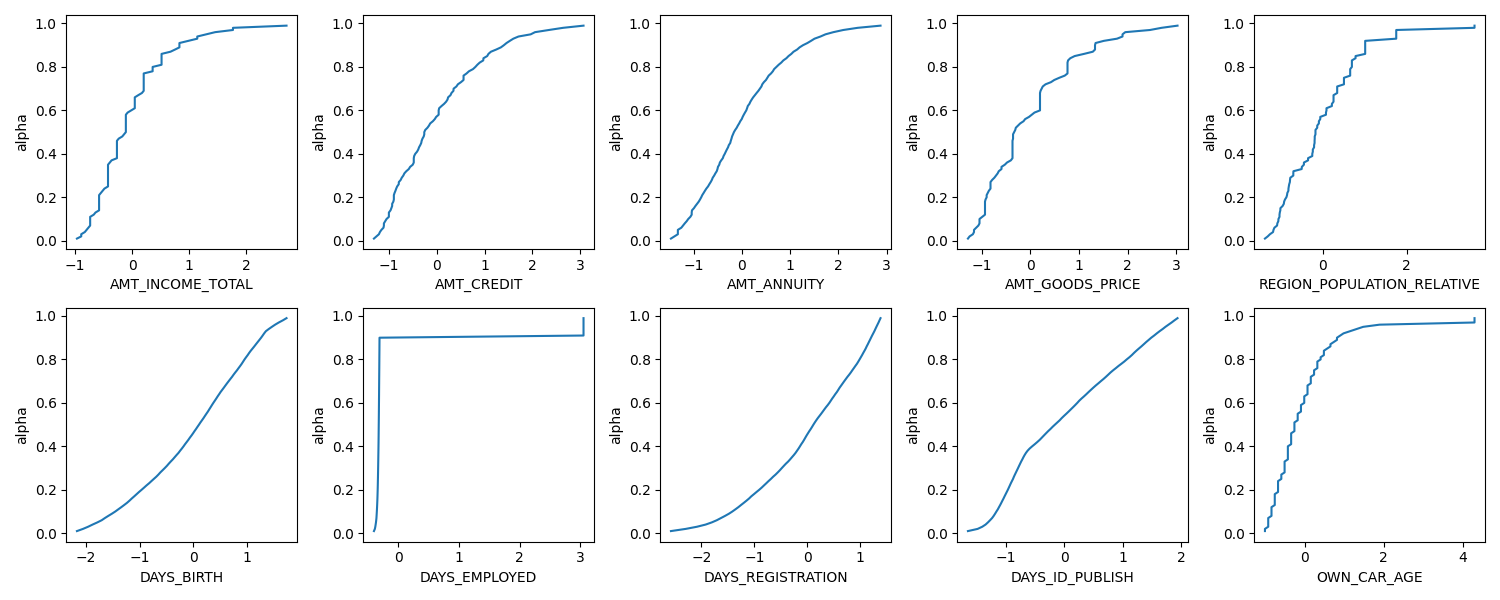 1.0 1.0 1.0 1.0 1.0
0.8 0.8 0.8 0.8 0.8
alpha alpha alpha alpha alpha
0.6 0.6 0.6 0.6 0.6
0.4 0.4 0.4 0.4 0.4
0.2 0.2 0.2 0.2 0.2
0.0 0.0 0.0 0.0 0.0
−1 0 1 2 −1 0 1 2 3 −1 0 1 2 3 −1 0 1 2 3 0 2
AMT_INCOME_TOTAL AMT_CREDIT AMT_ANNUITY AMT_GOODS_PRICE REGION_POPULATION_RELATIVE
1.0 1.0 1.0 1.0 1.0
0.8 0.8 0.8 0.8 0.8
alpha alpha alpha alpha alpha
0.6 0.6 0.6 0.6 0.6
0.4 0.4 0.4 0.4 0.4
0.2 0.2 0.2 0.2 0.2
0.0 0.0 0.0 0.0 0.0
−2 −1 0 1 0 1 2 3 −2 −1 0 1 −1 0 1 2 0 2 4
DAYS_BIRTH DAYS_EMPLOYED DAYS_REGISTRATION DAYS_ID_PUBLISH OWN_CAR_AGE